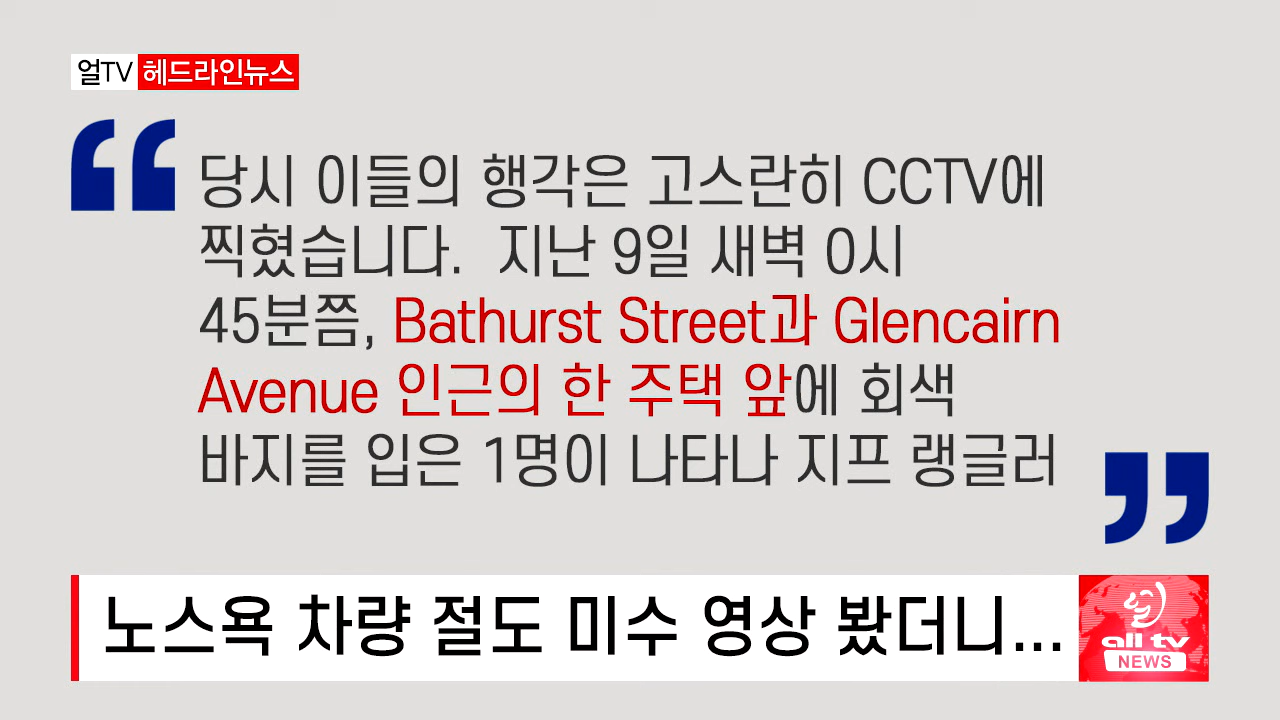 얼TV 헤드라인뉴스
당시 이들의 행각은 고스란히 CCTV에
찍혔습니다. 지난 9일 새벽 0시
45분쯤, Bathurst Street과 Glencairn
Avenue 인근의 한 주택 앞에 회색
바지를 입은 1명이 나타나 지프 랭글러
노스욕 차량 절도 미수 영상 봤더니...
all tv
NEWS